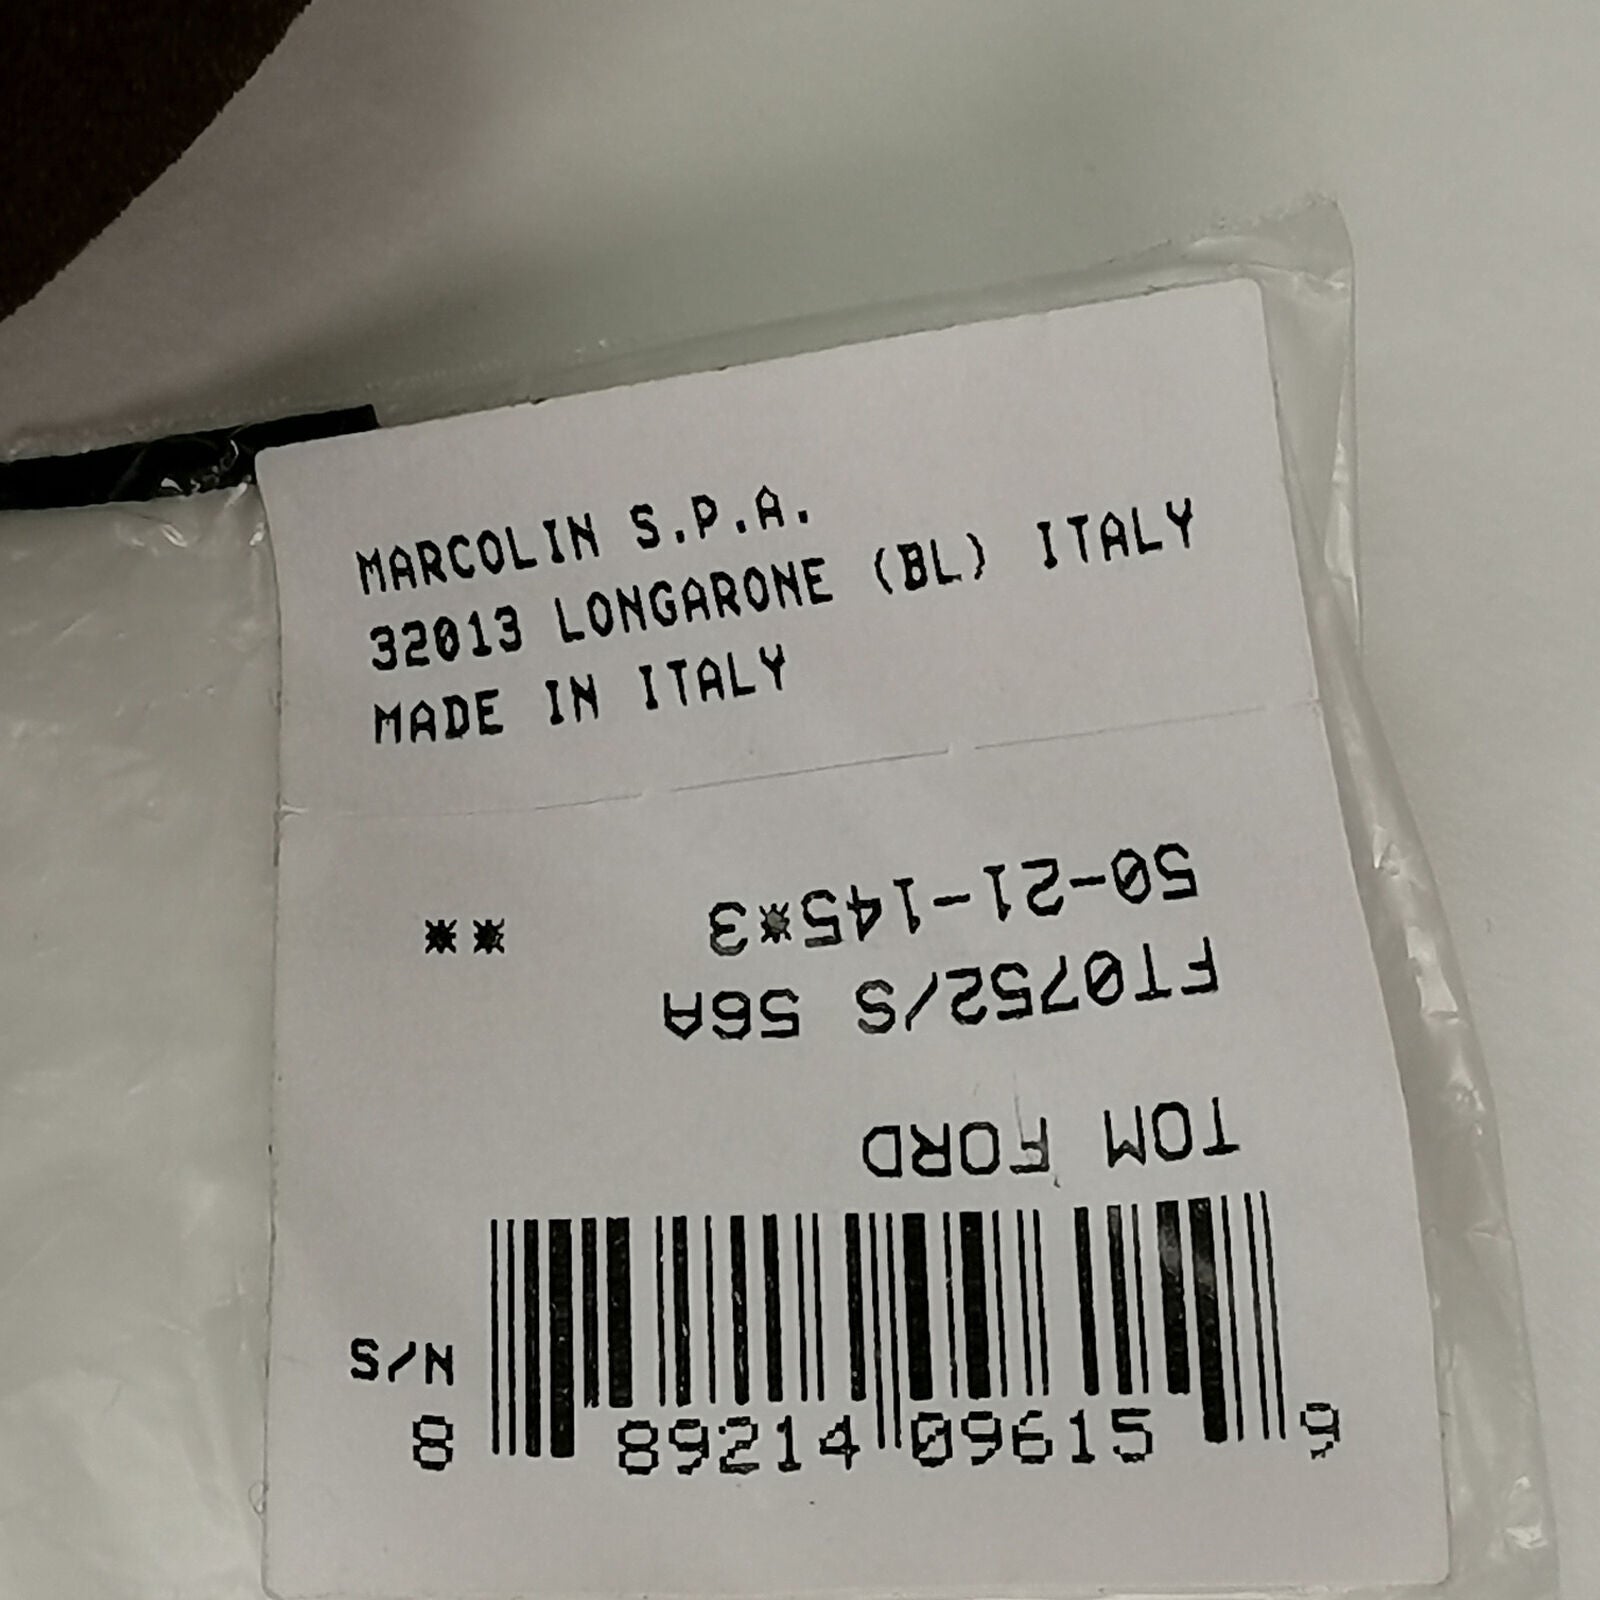 MARCOLIN S.P.A.
32013 LONGARONE (BL) ITALY
MADE IN ITALY
TOM FORD
FT0752/S 56A
50-21-145*3 **
S/N
8 89214 09615 9